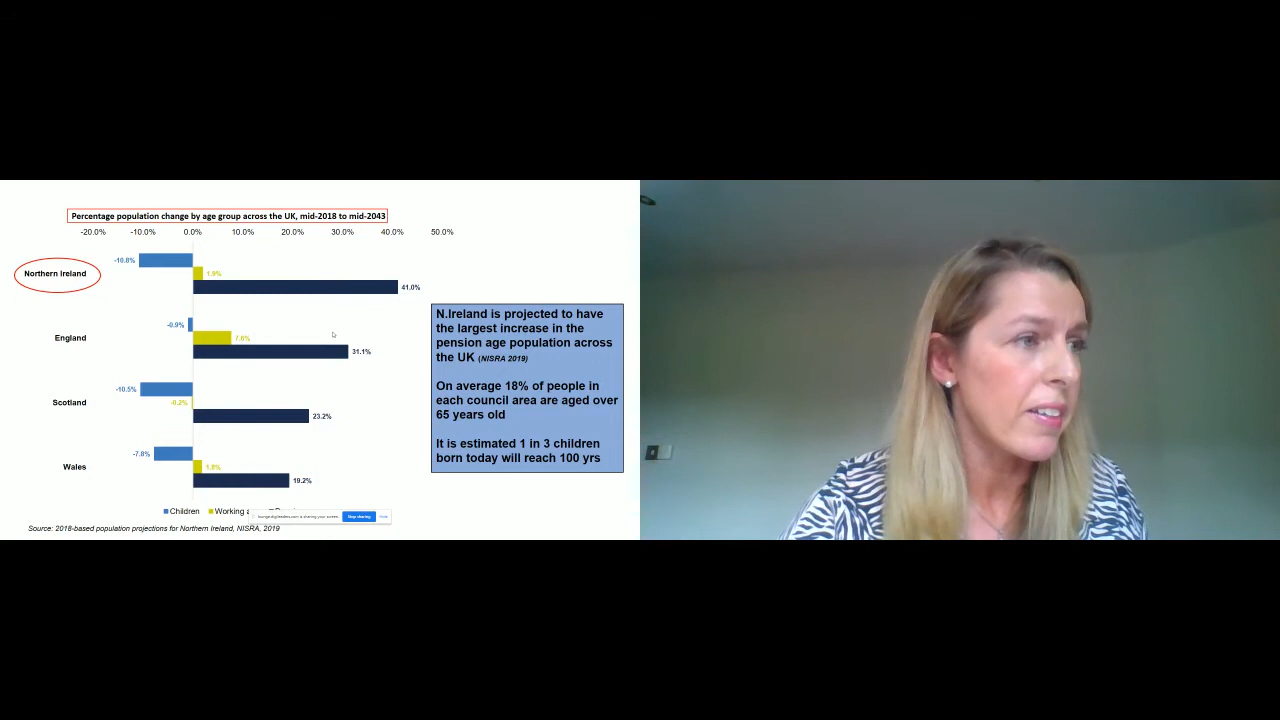 Percentage population change by age group across the UK, mid-2018 to mid-2043
-20.0% -10.0% 0.0% 10.0% 20.0% 30.0% 40.0% 50.0%
-10.8%
Northern Ireland 1.9%
41.0%
-0.9%
England
31.1%
-10.5%
Scotland -0.2%
23.2%
-7.8%
Wales 1.8%
19.2%
N.Ireland is projected to have
the largest increase in the
pension age population across
the UK (NISRA 2019)
On average 18% of people in
each council area are aged over
65 years old
It is estimated 1 in 3 children
born today will reach 100 yrs
Children Working
is sharing your screen. Stop sharing Hide
Source: 2018-based population projections for Northern Ireland, NISRA, 2019